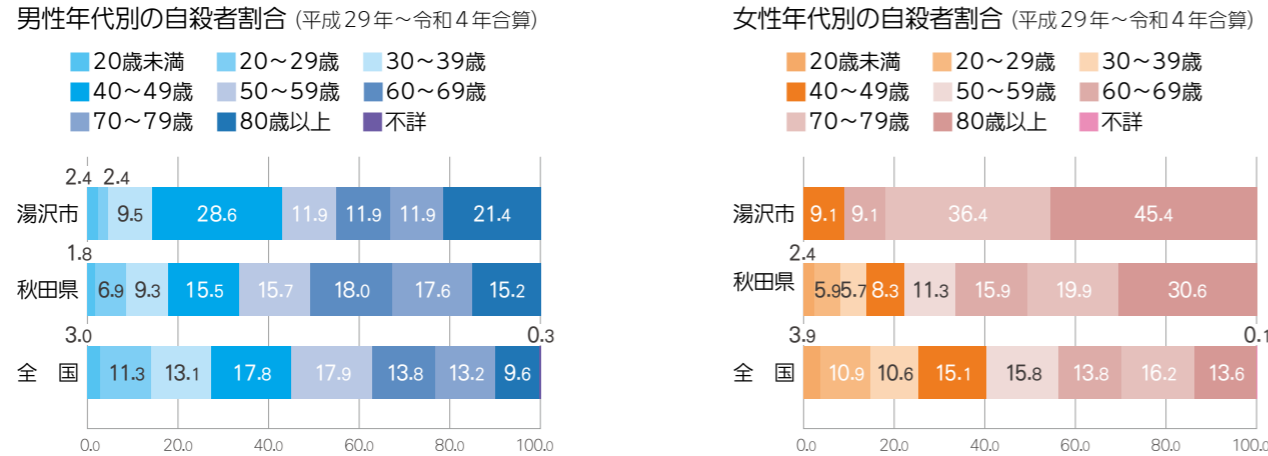 男性年代別の自殺者割合 (平成29年～令和4年合算)
20歳未満 20～29歳 30～39歳
40～49歳 50～59歳 60～69歳
70～79歳 80歳以上 不詳
2.4 2.4
湯沢市 9.5 28.6 11.9 11.9 11.9 21.4
1.8
秋田県 6.9 9.3 15.5 15.7 18.0 17.6 15.2
3.0 0.3
全国 11.3 13.1 17.8 17.9 13.8 13.2 9.6
0.0 20.0 40.0 60.0 80.0 100.0
女性年代別の自殺者割合 (平成29年～令和4年合算)
20歳未満 20～29歳 30～39歳
40～49歳 50～59歳 60～69歳
70～79歳 80歳以上 不詳
湯沢市 9.1 9.1 36.4 45.4
2.4
秋田県 5.9 5.7 8.3 11.3 15.9 19.9 30.6
3.9 0.1
全国 10.9 10.6 15.1 15.8 13.8 16.2 13.6
0.0 20.0 40.0 60.0 80.0 100.0